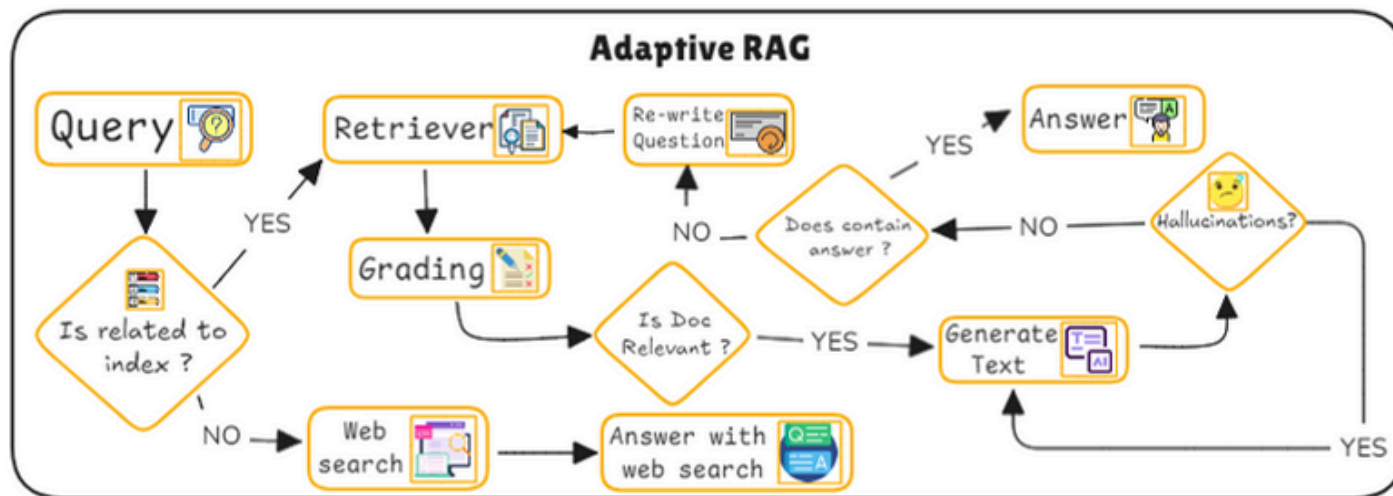 Adaptive RAG
Query
Retriever
Re-write
Question
Answer
YES
YES
Does contain
answer ?
NO
NO
Hallucinations?
Grading
Is related to
index ?
Is Doc
Relevant ?
YES
Generate
Text
NO
Web
search
Answer with
web search
YES